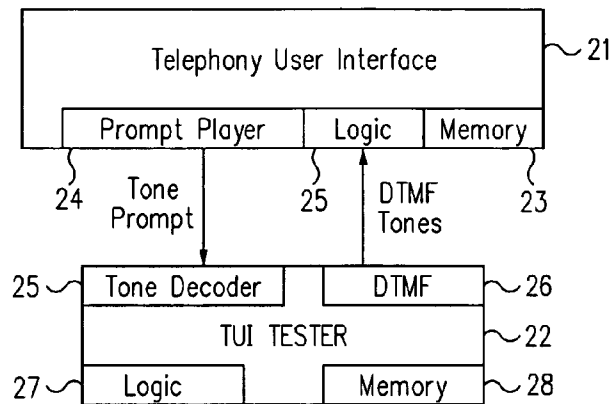 Telephony User Interface
21
Prompt Player
Logic
Memory
24
25
23
Tone
Prompt
DTMF
Tones
25
Tone Decoder
DTMF
26
TUI TESTER
22
27
Logic
Memory
28